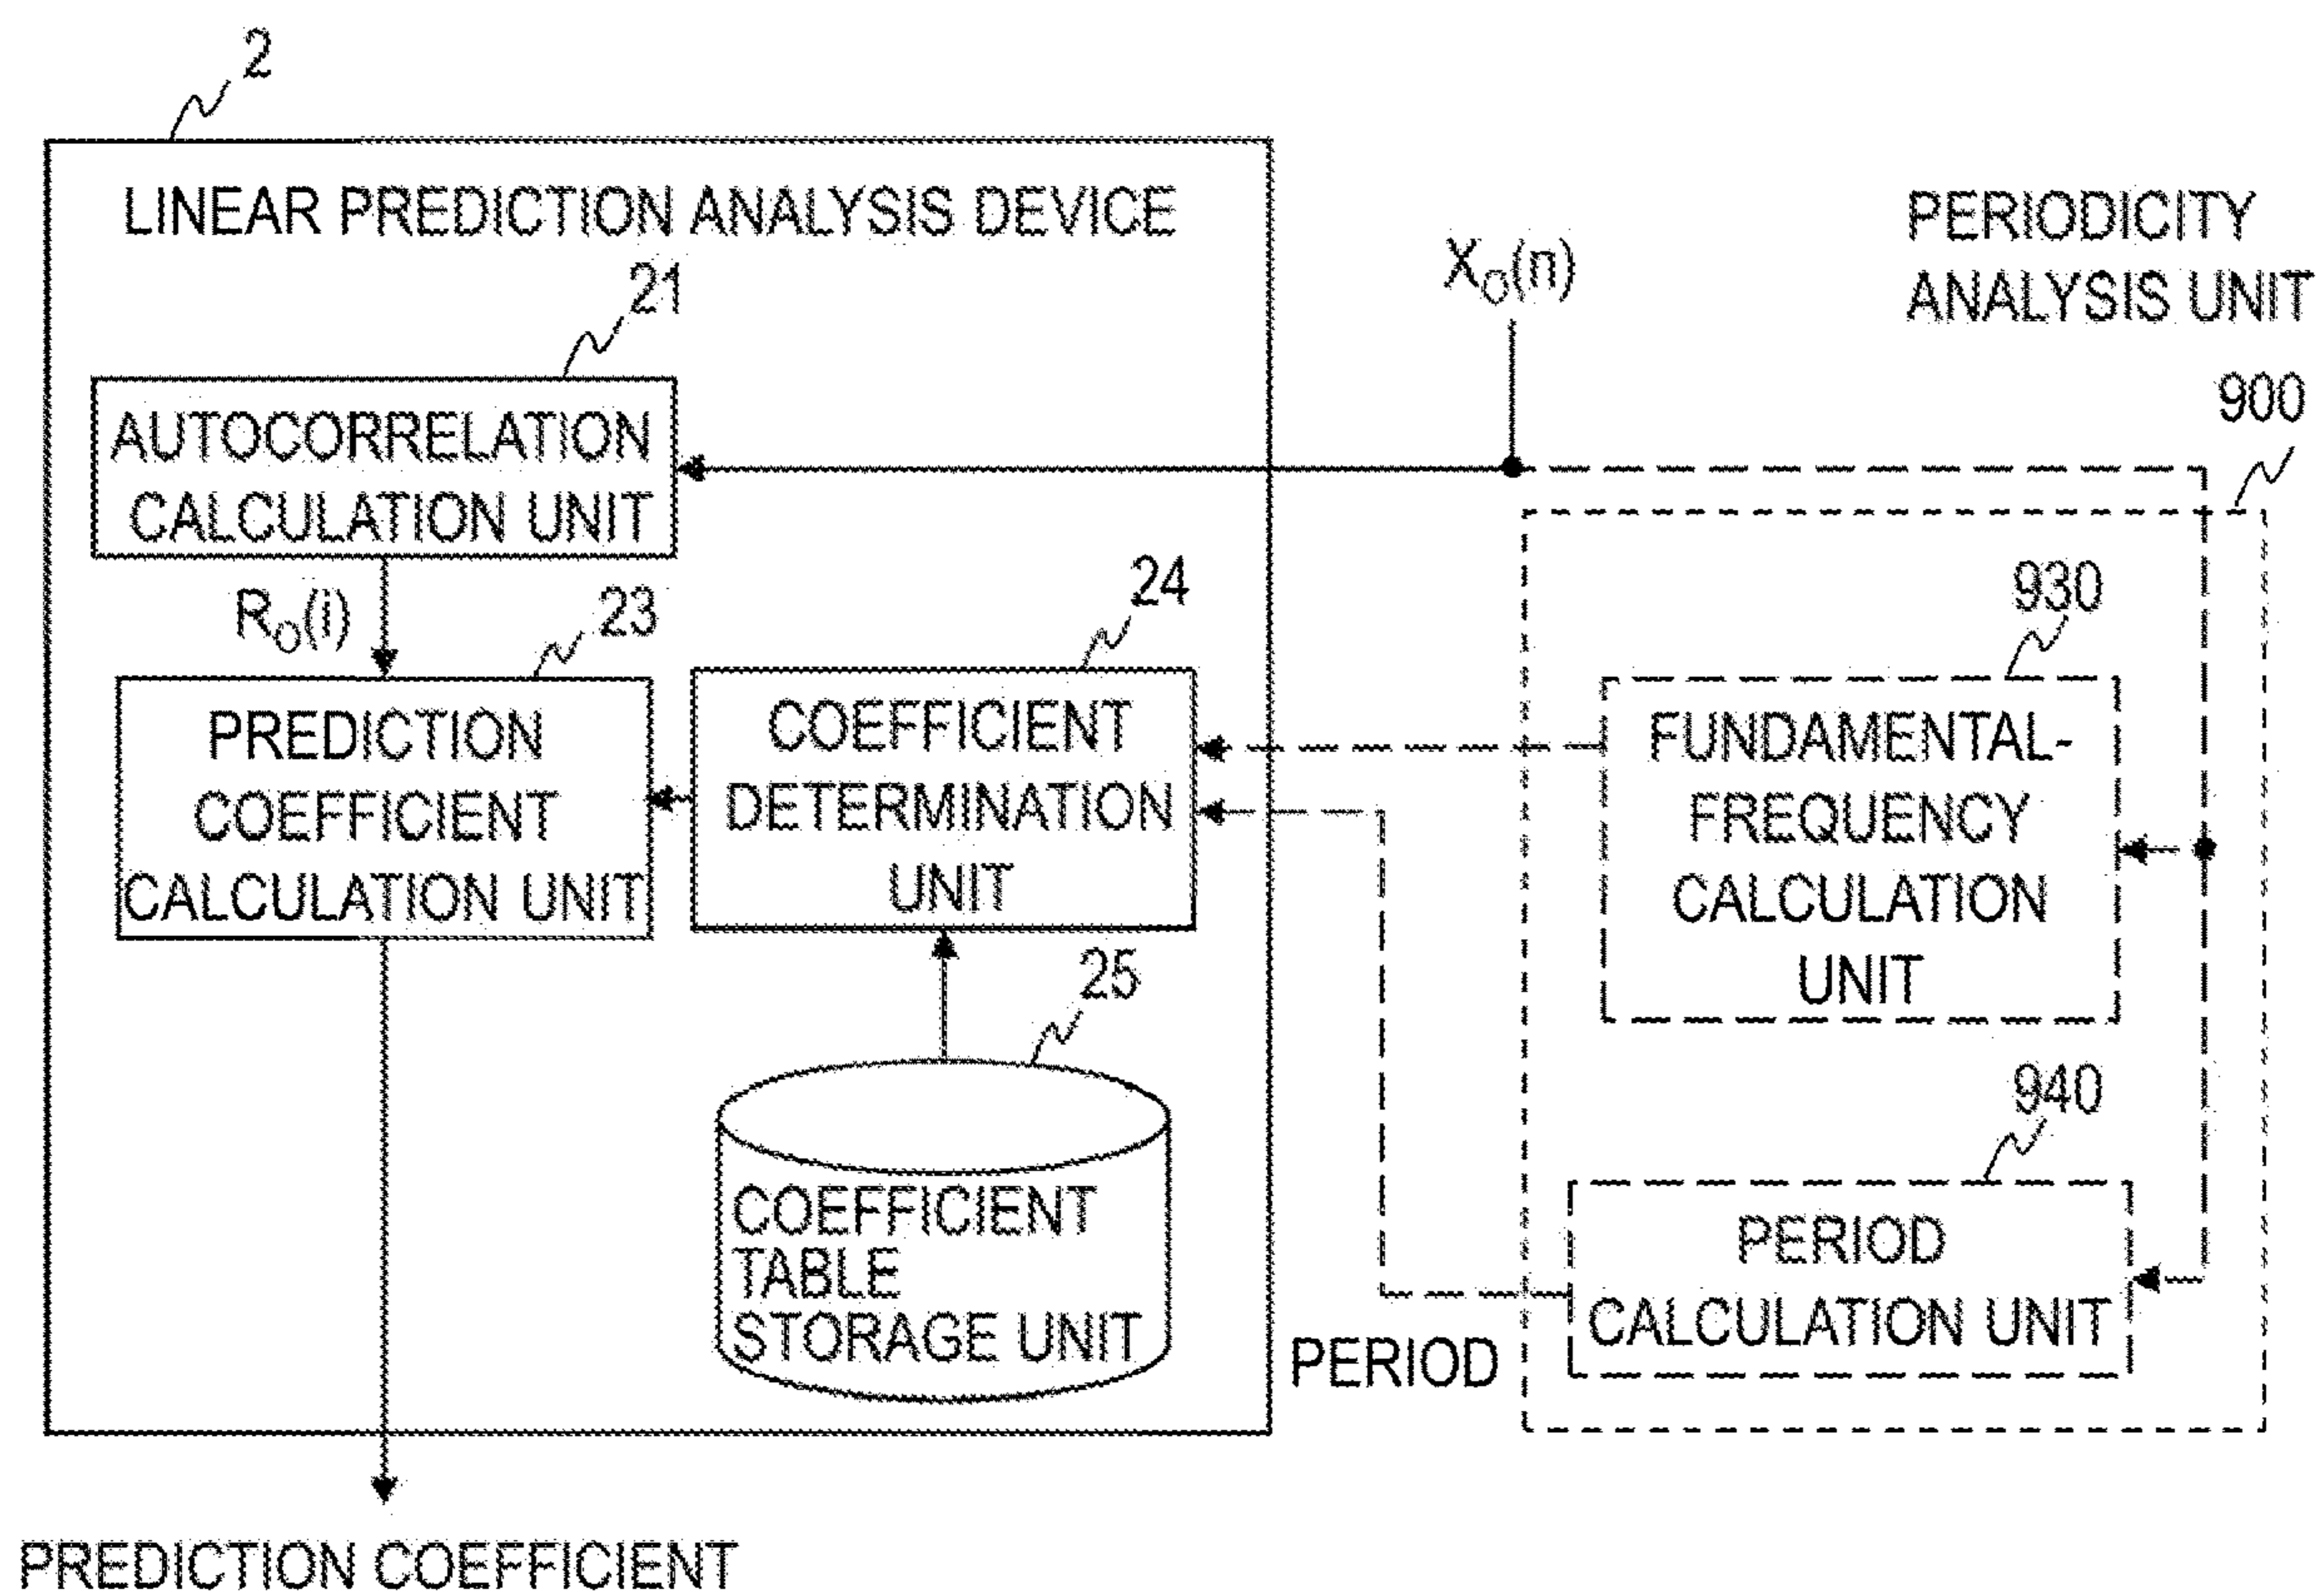 2
LINEAR PREDICTION ANALYSIS DEVICE
21
AUTOCORRELATION
CALCULATION UNIT
R_O(i)
23
PREDICTION
COEFFICIENT
CALCULATION UNIT
24
COEFFICIENT
DETERMINATION
UNIT
25
COEFFICIENT
TABLE
STORAGE UNIT
PREDICTION COEFFICIENT
X_O(n)
PERIODICITY
ANALYSIS UNIT
900
930
FUNDAMENTAL-
FREQUENCY
CALCULATION
UNIT
940
PERIOD
CALCULATION UNIT
PERIOD